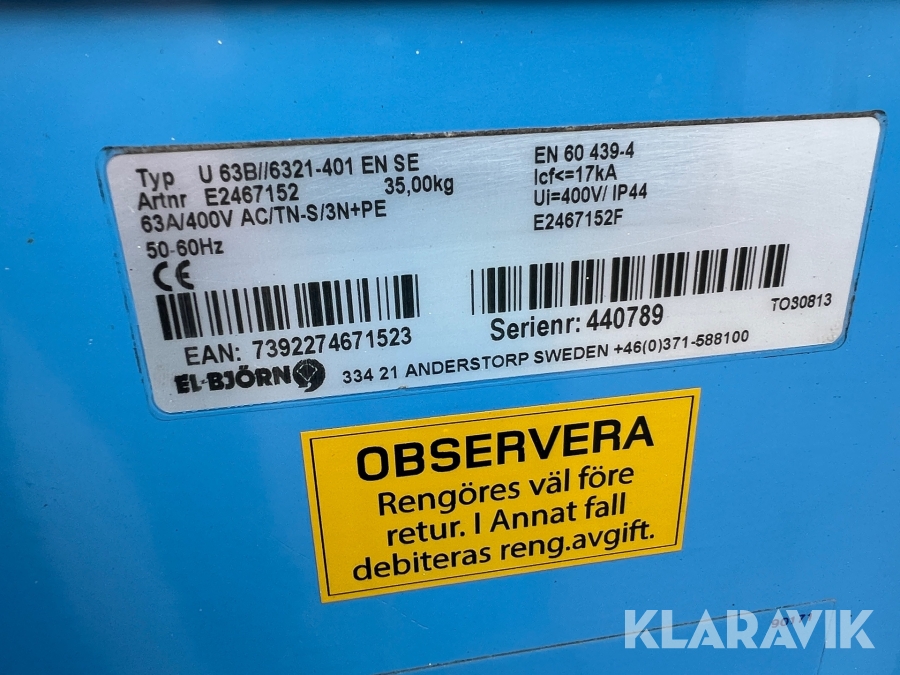 Typ U 63B//6321-401 EN SE
Artnr E2467152 35,00kg
63A/400V AC/TN-S/3N+PE
50-60Hz
CE
EN 60 439-4
Icf<=17kA
Ui=400V/ IP44
E2467152F
EAN: 7392274671523
Serienr: 440789
TOS0813
EL-BJÖRN
334 21 ANDERSTORP SWEDEN +46(0)371-588100
OBSERVERA
Rengöres väl före
retur. I Annat fall
debiteras reng.avgift.
KLARAVIK